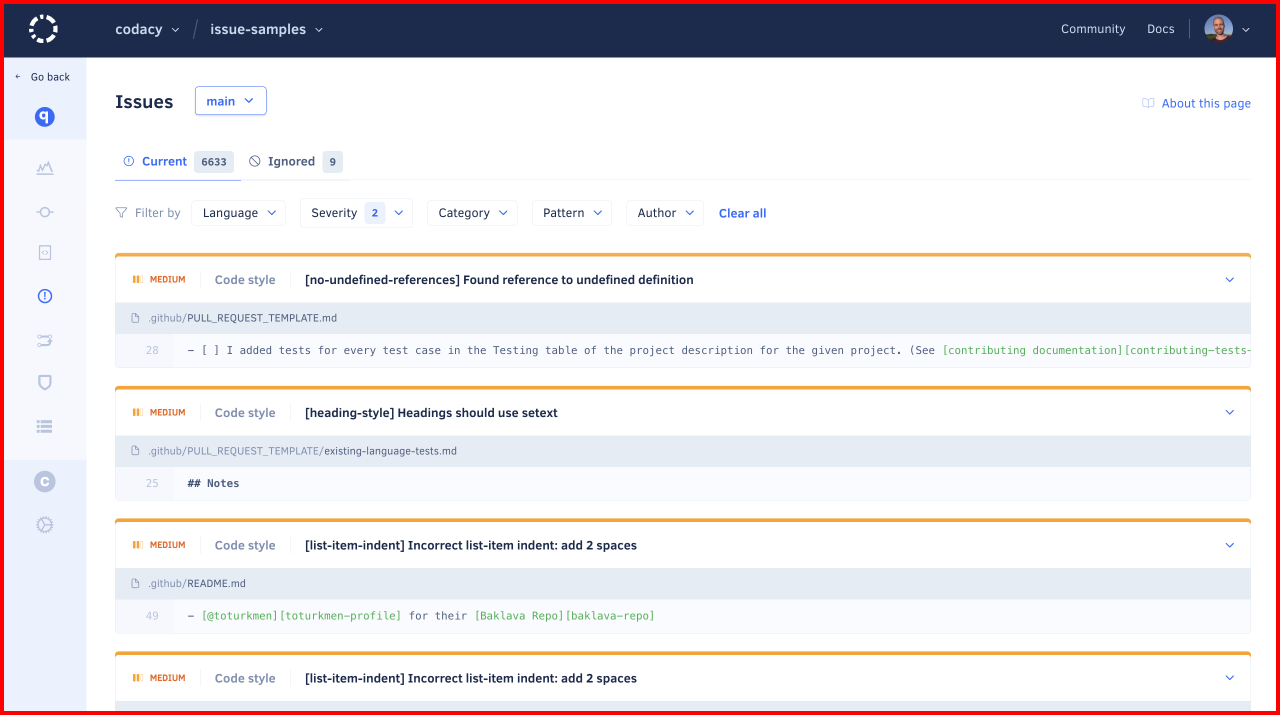 codacy / issue-samples Community Docs
Go back
q
Issues main About this page
Current 6633 Ignored 9
Filter by Language Severity 2 Category Pattern Author Clear all
MEDIUM Code style [no-undefined-references] Found reference to undefined definition
.github/PULL_REQUEST_TEMPLATE.md
28 - [ ] I added tests for every test case in the Testing table of the project description for the given project. (See [contributing documentation][contributing-tests-
MEDIUM Code style [heading-style] Headings should use setext
.github/PULL_REQUEST_TEMPLATE/existing-language-tests.md
25 ## Notes
C
MEDIUM Code style [list-item-indent] Incorrect list-item indent: add 2 spaces
.github/README.md
49 - [@toturkmen][toturkmen-profile] for their [Baklava Repo][baklava-repo]
MEDIUM Code style [list-item-indent] Incorrect list-item indent: add 2 spaces